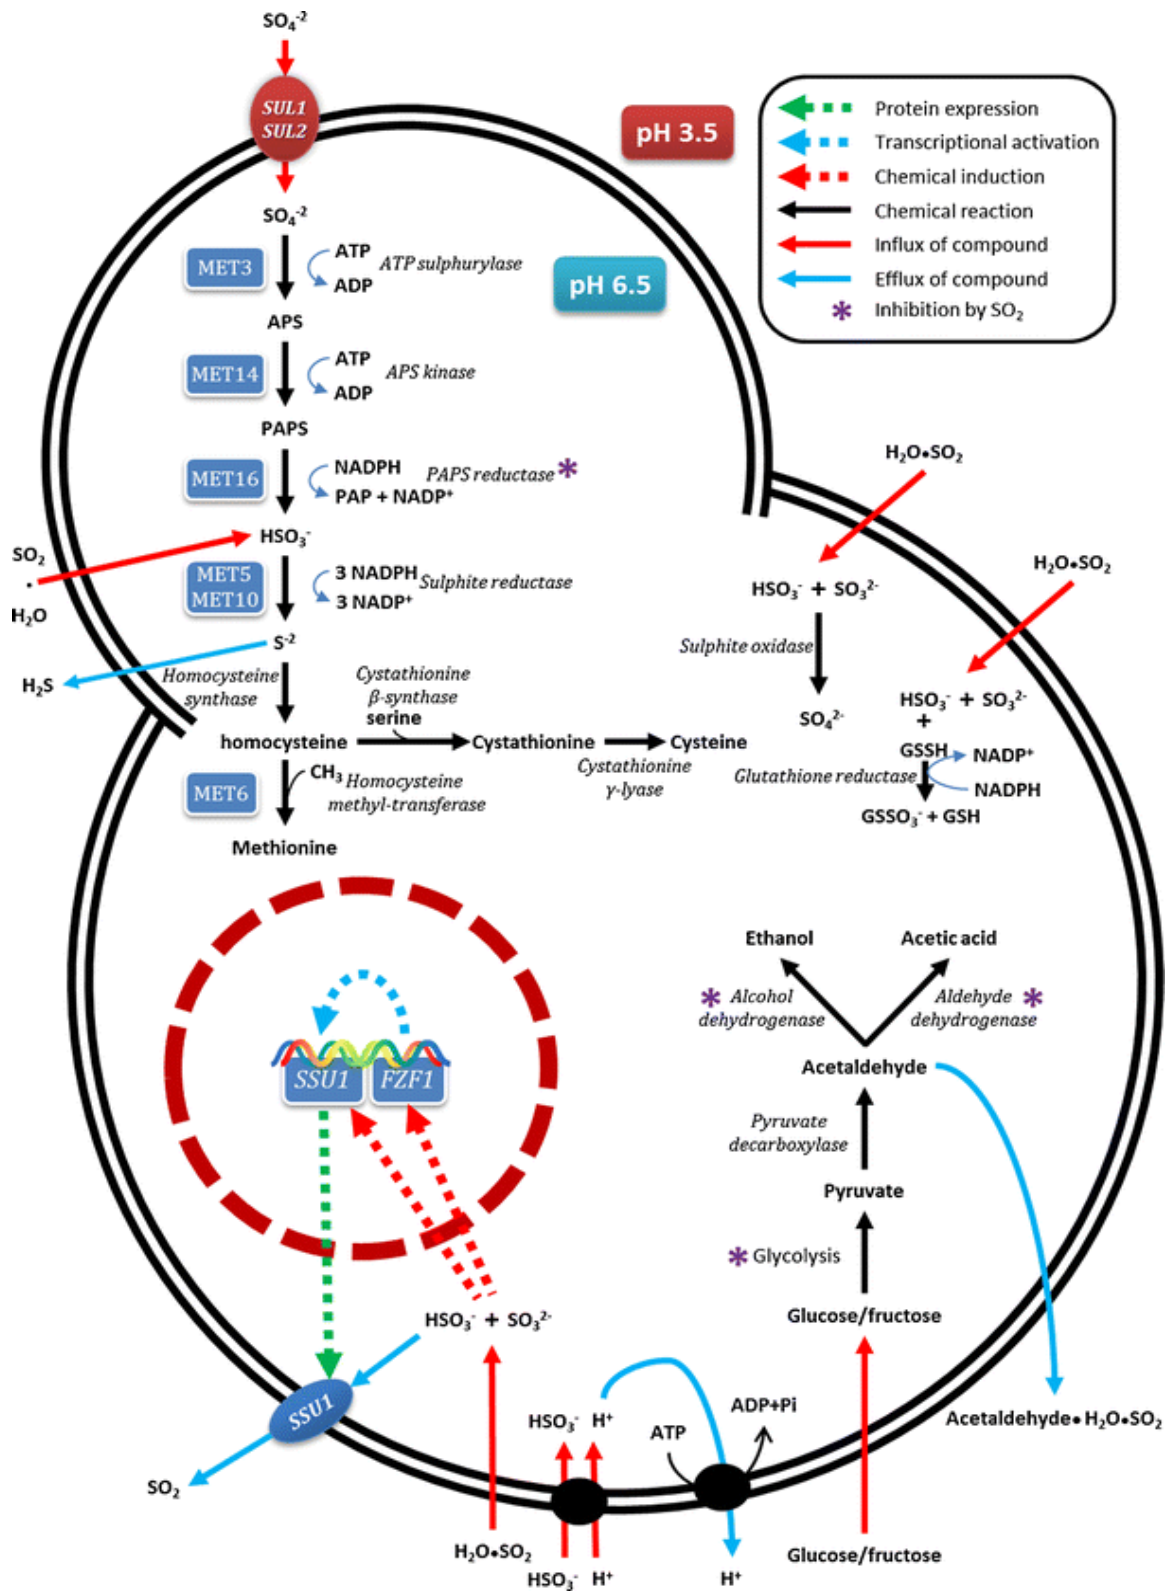 SO₄⁻²
SUL1
SUL2
pH 3.5
Protein expression
Transcriptional activation
Chemical induction
Chemical reaction
Influx of compound
Efflux of compound
* Inhibition by SO₂
SO₄⁻²
MET3
ATP
ATP sulphurylase
ADP
pH 6.5
APS
MET14
ATP
APS kinase
ADP
PAPS
MET16
NADPH
PAPS reductase *
PAP + NADP⁺
H₂O•SO₂
HSO₃⁻
SO₂
•
H₂O
MET5
MET10
3 NADPH
Sulphite reductase
3 NADP⁺
H₂O•SO₂
HSO₃⁻ + SO₃²⁻
S⁻²
H₂S
Homocysteine
synthase
Cystathionine
β-synthase
serine
Sulphite oxidase
SO₄²⁻
HSO₃⁻ + SO₃²⁻
+
GSSH
NADP⁺
Glutathione reductase
NADPH
GSSO₃⁻ + GSH
homocysteine
Cystathionine
Cysteine
Cystathionine
γ-lyase
MET6
CH₃
Homocysteine
methyl-transferase
Methionine
Ethanol
Acetic acid
* Alcohol
dehydrogenase
Aldehyde *
dehydrogenase
Acetaldehyde
SSU1
FZF1
Pyruvate
decarboxylase
Pyruvate
* Glycolysis
Glucose/fructose
HSO₃⁻ + SO₃²⁻
SSU1
SO₂
HSO₃⁻ H⁺
ATP
ADP+Pi
Acetaldehyde•H₂O•SO₂
H₂O•SO₂
HSO₃⁻ H⁺
H⁺
Glucose/fructose